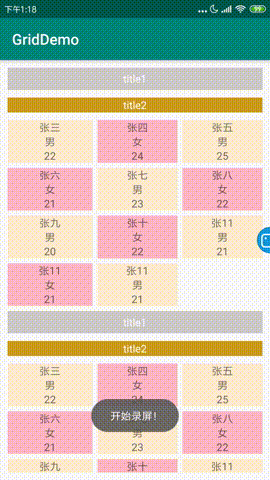 下午1:18
99
GridDemo
title1
title2
张三 张四 张五
男 女 男
22 24 25
张六 张七 张八
女 男 女
21 23 22
张九 张十 张11
男 女 男
20 22 21
张11 张11
女 男
21 21
title1
title2
张三 张四 张五
男 女 男
22 24 25
开始录屏!
张六 张八
女 女
21 23 22
张九 张十 张11